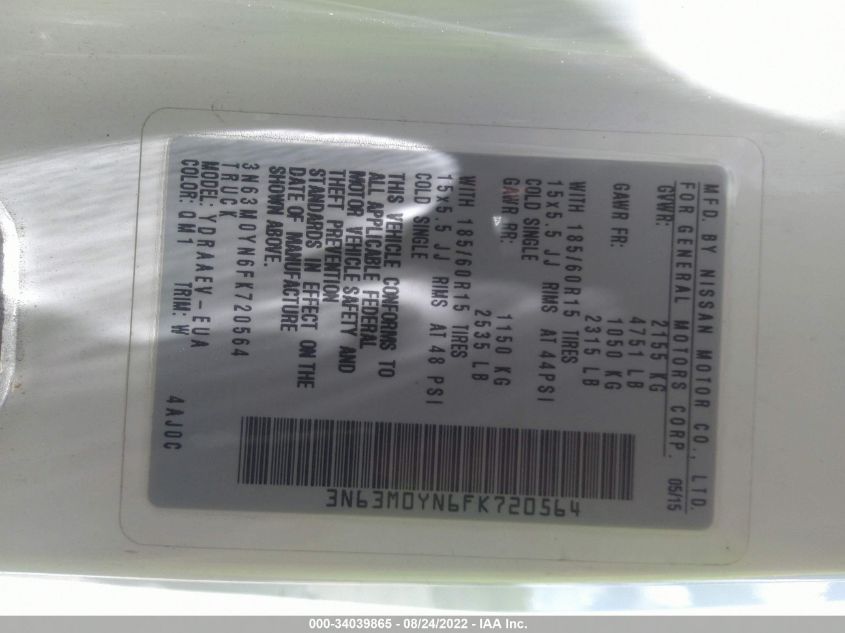 MFD. BY NISSAN MOTOR CO., LTD.
FOR GENERAL MOTORS CORP. 05/15
GVWR: 2155 KG
4751 LB
GAWR FR: 1050 KG
2315 LB
WITH 185/60R15 TIRES
15x5.5 JJ RIMS AT 44PSI
COLD SINGLE
GAWR RR: 1150 KG
2535 LB
WITH 185/60R15 TIRES
15x5.5 JJ RIMS AT 48 PSI
COLD SINGLE
THIS VEHICLE CONFORMS TO
ALL APPLICABLE FEDERAL
MOTOR VEHICLE SAFETY AND
THEFT PREVENTION
STANDARDS IN EFFECT ON THE
DATE OF MANUFACTURE
SHOWN ABOVE.
3N63M0YN6FK720564
TRUCK
MODEL: YDRAAEV-EUA
COLOR: QM1 TRIM: W 4AJ0C
3N63M0YN6FK720564
000-34039865 - 08/24/2022 - IAA Inc.